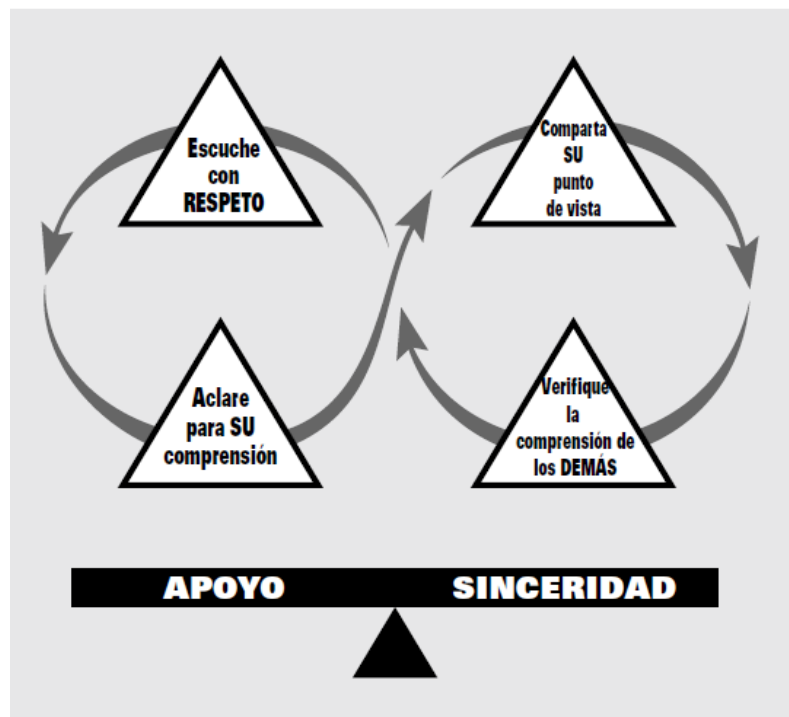 Escuche
con
RESPETO
Comparta
SU
punto
de vista
Aclare
para SU
comprensión
Verifique
la
comprensión de
los DEMÁS
APOYO
SINCERIDAD